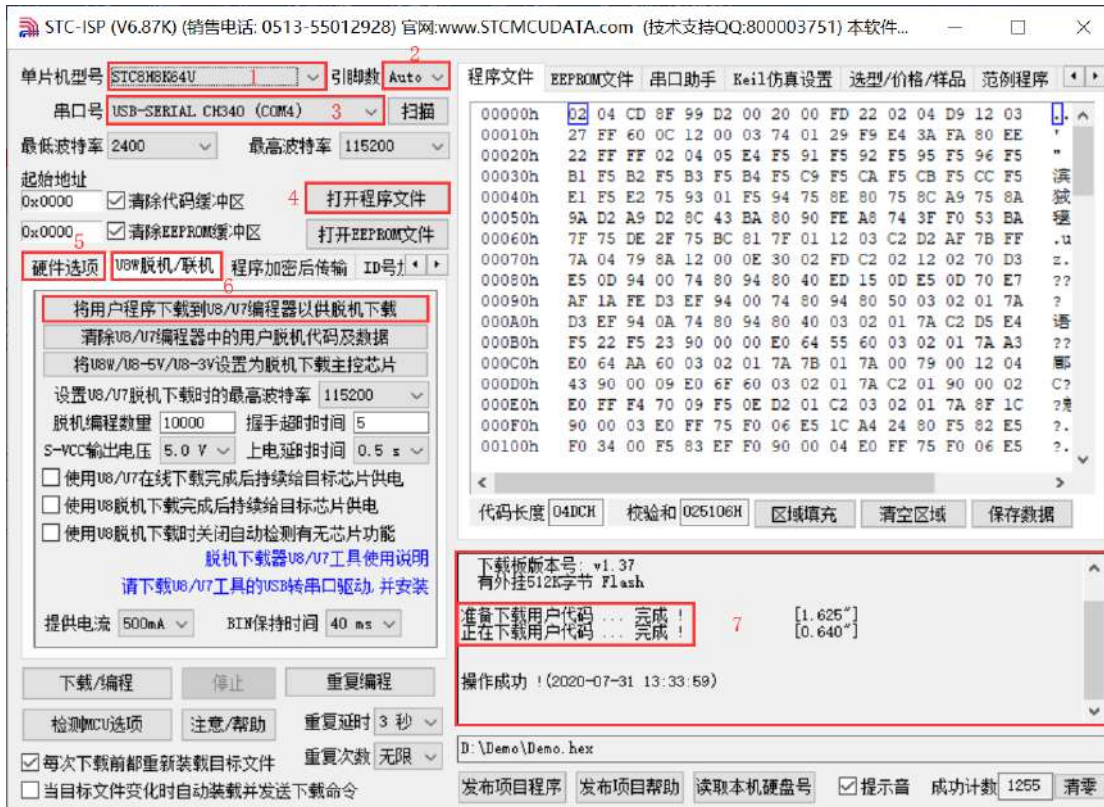 STC-ISP (V6.87K) (销售电话: 0513-55012928) 官网:www.STCMCUDATA.com (技术支持QQ:800003751) 本软件...
单片机型号 STC8H8K64U 1 引脚数 2 Auto
串口号 USB-SERIAL CH340 (COM4) 3 扫描
最低波特率 2400 最高波特率 115200
起始地址
0x0000 清除代码缓冲区 4 打开程序文件
0x0000 清除EEPROM缓冲区 打开EEPROM文件
5
硬件选项 U8W脱机/联机 程序加密后传输 ID号
6
将用户程序下载到U8/U7编程器以供脱机下载
清除U8/U7编程器中的用户脱机代码及数据
将U8W/U8-5V/U8-3V设置为脱机下载主控芯片
设置U8/U7脱机下载时的最高波特率 115200
脱机编程数量 10000 握手超时时间 5
S-VCC输出电压 5.0 V 上电延时时间 0.5 s
使用U8/U7在线下载完成后持续给目标芯片供电
使用U8脱机下载完成后持续给目标芯片供电
使用U8脱机下载时关闭自动检测有无芯片功能
脱机下载器U8/U7工具使用说明
请下载U8/U7工具的USB转串口驱动,并安装
提供电流 500mA BIN保持时间 40 ms
下载/编程 停止 重复编程
检测MCU选项 注意/帮助 重复延时 3 秒
重复次数 无限
每次下载前都重新装载目标文件
当目标文件变化时自动装载并发送下载命令
程序文件 EEPROM文件 串口助手 Keil仿真设置 选型/价格/样品 范例程序
00000h 02 04 CD 8F 99 D2 00 20 00 FD 22 02 04 D9 12 03 ..
00010h 27 FF 60 0C 12 00 03 74 01 29 F9 E4 3A FA 80 EE '
00020h 22 FF FF 02 04 05 E4 F5 91 F5 92 F5 95 F5 96 F5 "
00030h B1 F5 B2 F5 B3 F5 B4 F5 C9 F5 CA F5 CB F5 CC F5
00040h E1 F5 E2 75 93 01 F5 94 75 8E 80 75 8C A9 75 8A
00050h 9A D2 A9 D2 8C 43 BA 80 90 FE A8 74 3F F0 53 BA
00060h 7F 75 DE 2F 75 BC 81 7F 01 12 03 C2 D2 AF 7B FF .u
00070h 7A 04 79 8A 12 00 0E 30 02 FD C2 02 12 02 70 D3 z.
00080h E5 0D 94 00 74 80 94 80 40 ED 15 0D E5 0D 70 E7 ??
00090h AF 1A FE D3 EF 94 00 74 80 94 80 50 03 02 01 7A ?
000A0h D3 EF 94 0A 74 80 94 80 40 03 02 01 7A C2 D5 E4 语
000B0h F5 22 F5 23 90 00 00 E0 64 55 60 03 02 01 7A A3 ??
000C0h E0 64 AA 60 03 02 01 7A 7B 01 7A 00 79 00 12 04
000D0h 43 90 00 09 E0 6F 60 03 02 01 7A C2 01 90 00 02 C?
000E0h E0 FF F4 70 09 F5 0E D2 01 C2 03 02 01 7A 8F 1C
000F0h 90 00 03 E0 FF 75 F0 06 E5 1C A4 24 80 F5 82 E5 ?.
00100h F0 34 00 F5 83 EF F0 90 00 04 E0 FF 75 F0 06 E5 ?.
代码长度 04DCH 校验和 025106H 区域填充 清空区域 保存数据
下载板版本号: v1.37
有外挂512K字节 Flash
准备下载用户代码 ... 完成 ! [1.625"]
正在下载用户代码 ... 完成 ! 7 [0.640"]
操作成功 !(2020-07-31 13:33:59)
D:\Demo\Demo.hex
发布项目程序 发布项目帮助 读取本机硬盘号 提示音 成功计数 1255 清零